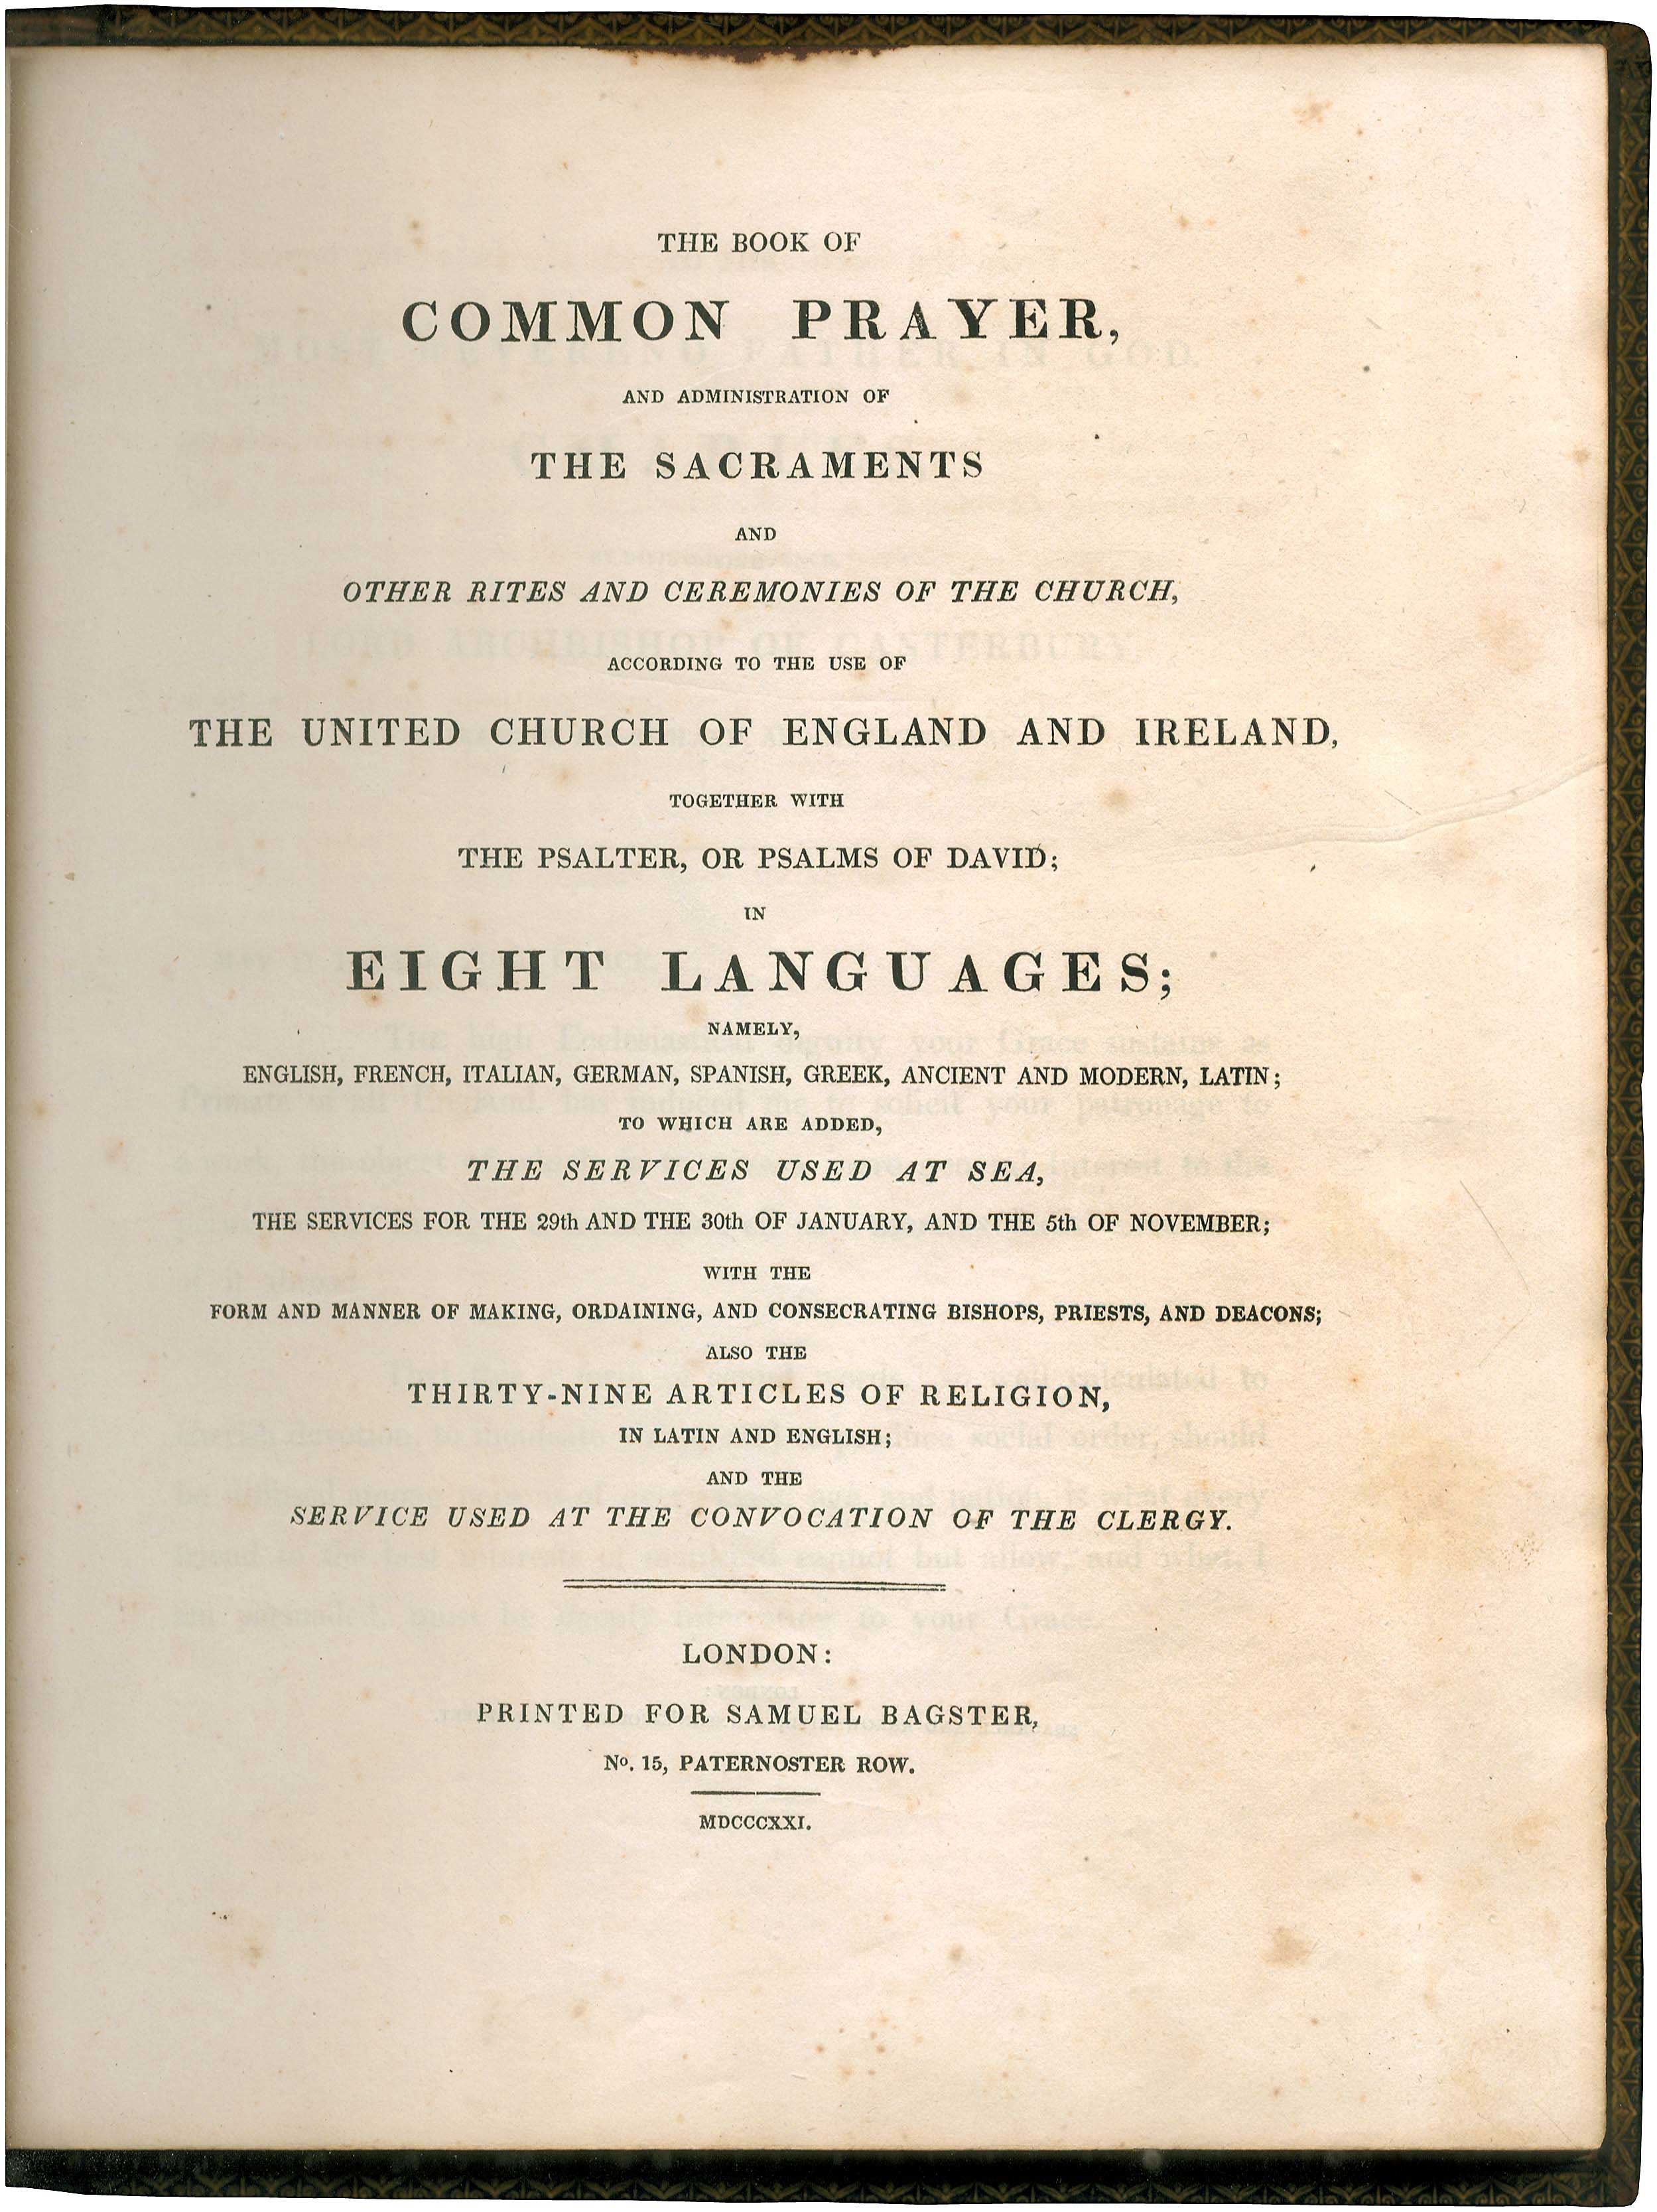 THE BOOK OF
COMMON PRAYER,
AND ADMINISTRATION OF
THE SACRAMENTS
AND
OTHER RITES AND CEREMONIES OF THE CHURCH,
ACCORDING TO THE USE OF
THE UNITED CHURCH OF ENGLAND AND IRELAND,
TOGETHER WITH
THE PSALTER, OR PSALMS OF DAVID;
IN
EIGHT LANGUAGES;
NAMELY,
ENGLISH, FRENCH, ITALIAN, GERMAN, SPANISH, GREEK, ANCIENT AND MODERN, LATIN;
TO WHICH ARE ADDED,
THE SERVICES USED AT SEA,
THE SERVICES FOR THE 29th AND THE 30th OF JANUARY, AND THE 5th OF NOVEMBER;
WITH THE
FORM AND MANNER OF MAKING, ORDAINING, AND CONSECRATING BISHOPS, PRIESTS, AND DEACONS;
ALSO THE
THIRTY-NINE ARTICLES OF RELIGION,
IN LATIN AND ENGLISH;
AND THE
SERVICE USED AT THE CONVOCATION OF THE CLERGY.
LONDON:
PRINTED FOR SAMUEL BAGSTER,
No. 15, PATERNOSTER ROW.
MDCCCXXI.